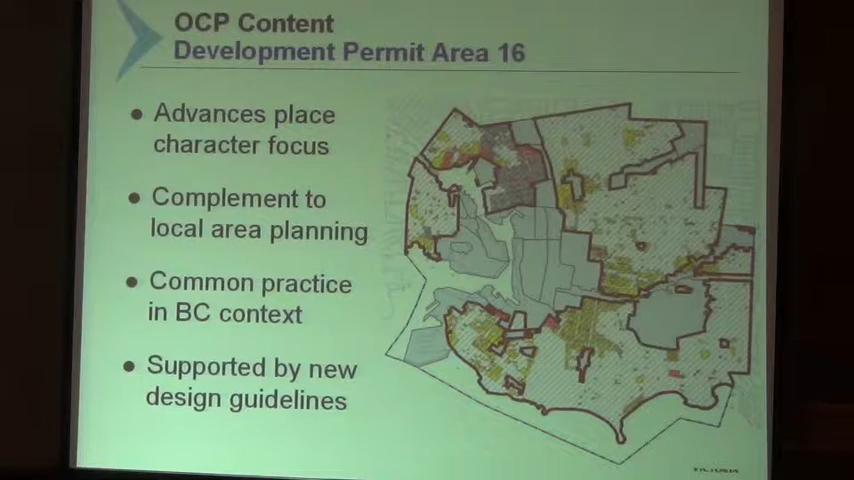 OCP Content
Development Permit Area 16
● Advances place
character focus
● Complement to
local area planning
● Common practice
in BC context
● Supported by new
design guidelines